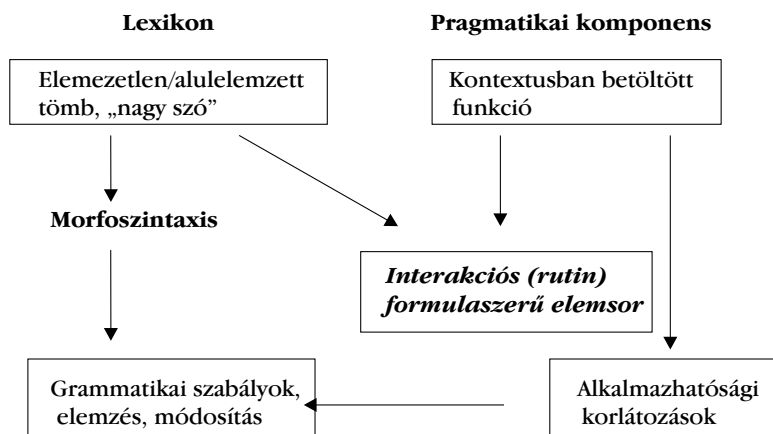 Lexikon
Pragmatikai komponens
Elemezetlen/alulelemzett
tömb, „nagy szó”
Kontextusban betöltött
funkció
Morfoszintaxis
Interakciós (rutin)
formulaszerű elemsor
Grammatikai szabályok,
elemzés, módosítás
Alkalmazhatósági
korlátozások